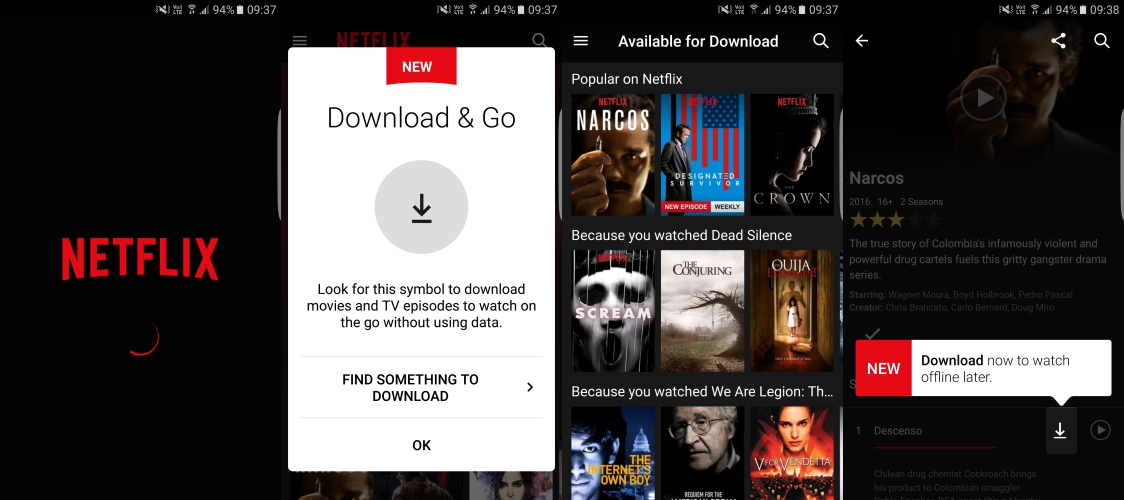 94% 09:37
NETFLIX
94% 09:37
NETFLIX
NEW
Download & Go
Look for this symbol to download
movies and TV episodes to watch on
the go without using data.
FIND SOMETHING TO
DOWNLOAD
OK
94% 09:37
Available for Download
Popular on Netflix
NETFLIX
NARCOS
NETFLIX
DESIGNATED
SURVIVOR
NEW EPISODE WEEKLY
NETFLIX
THE
CROWN
Because you watched Dead Silence
SCREAM
THE
CONJURING
OUIJA
Because you watched We Are Legion: Th...
THE
INTERNET'S
OWN BOY
REQUIEM FOR THE
V FOR VENDETTA
94% 09:38
Narcos
2016 16+ 2 Seasons
The true story of Colombia's infamously violent and
powerful drug cartels fuels this gritty gangster drama
series.
Starring: Wagner Moura, Boyd Holbrook, Pedro Pascal
Creator: Chris Brancato, Carlo Bernard, Doug Miro
NEW
Download now to watch
offline later.
1 Descenso
Chilean drug chemist Cockroach brings
his product to Colombian smuggler